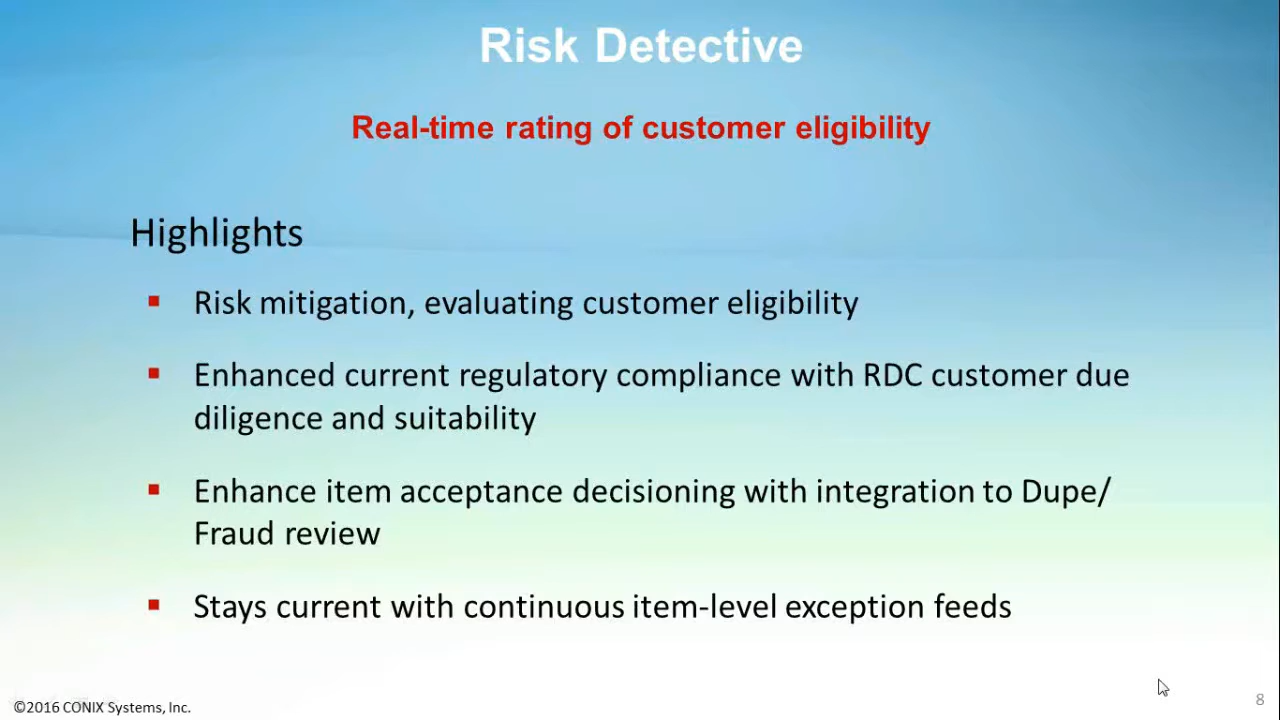 Risk Detective
Real-time rating of customer eligibility
Highlights
Risk mitigation, evaluating customer eligibility
Enhanced current regulatory compliance with RDC customer due
diligence and suitability
Enhance item acceptance decisioning with integration to Dupe/
Fraud review
Stays current with continuous item-level exception feeds
©2016 CONIX Systems, Inc.
8